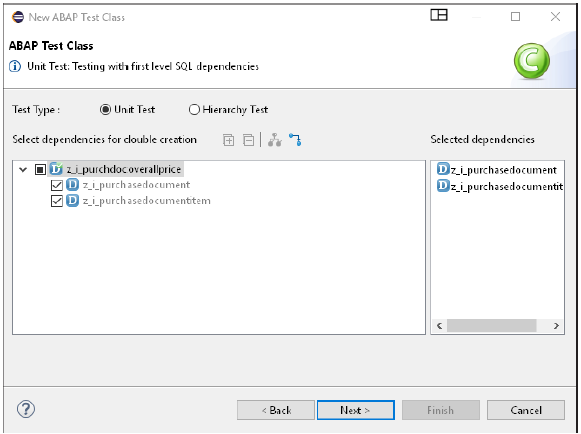 New ABAP Test Class
ABAP Test Class
Unit Test: Testing with first level SQL dependencies
Test Type :
Unit Test
Hierarchy Test
Select dependencies for double creation
Selected dependencies
z_i_purchdocoverallprice
z_i_purchasedocument
z_i_purchasedocumentitem
z_i_purchasedocument
z_i_purchasedocumentit
< Back
Next >
Finish
Cancel